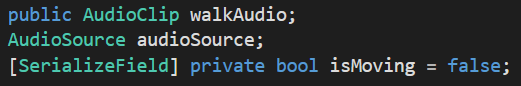 public AudioClip walkAudio;
AudioSource audioSource;
[SerializeField] private bool isMoving = false;